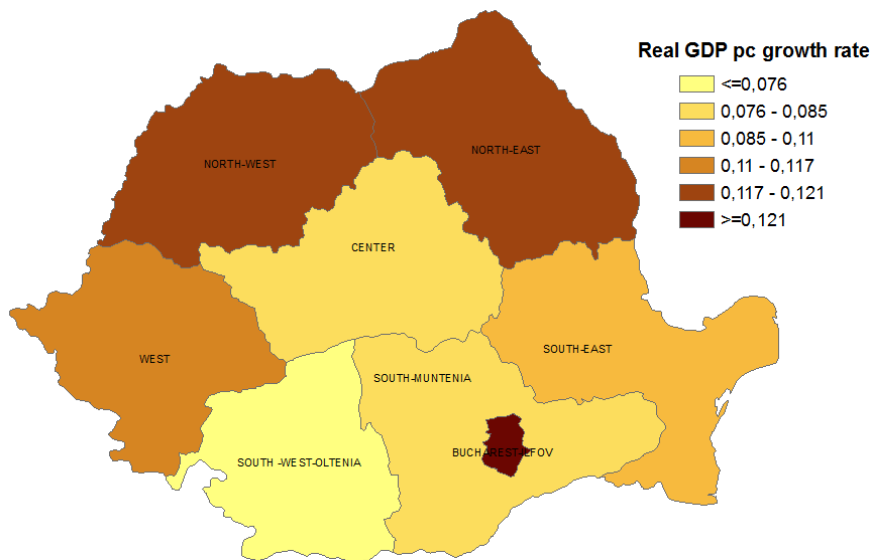 Real GDP pc growth rate
<=0,076
0,076 - 0,085
0,085 - 0,11
0,11 - 0,117
0,117 - 0,121
>=0,121
NORTH-WEST
NORTH-EAST
CENTER
WEST
SOUTH-EAST
SOUTH-MUNTENIA
SOUTH -WEST-OLTENIA
BUCHAREST-ILFOV